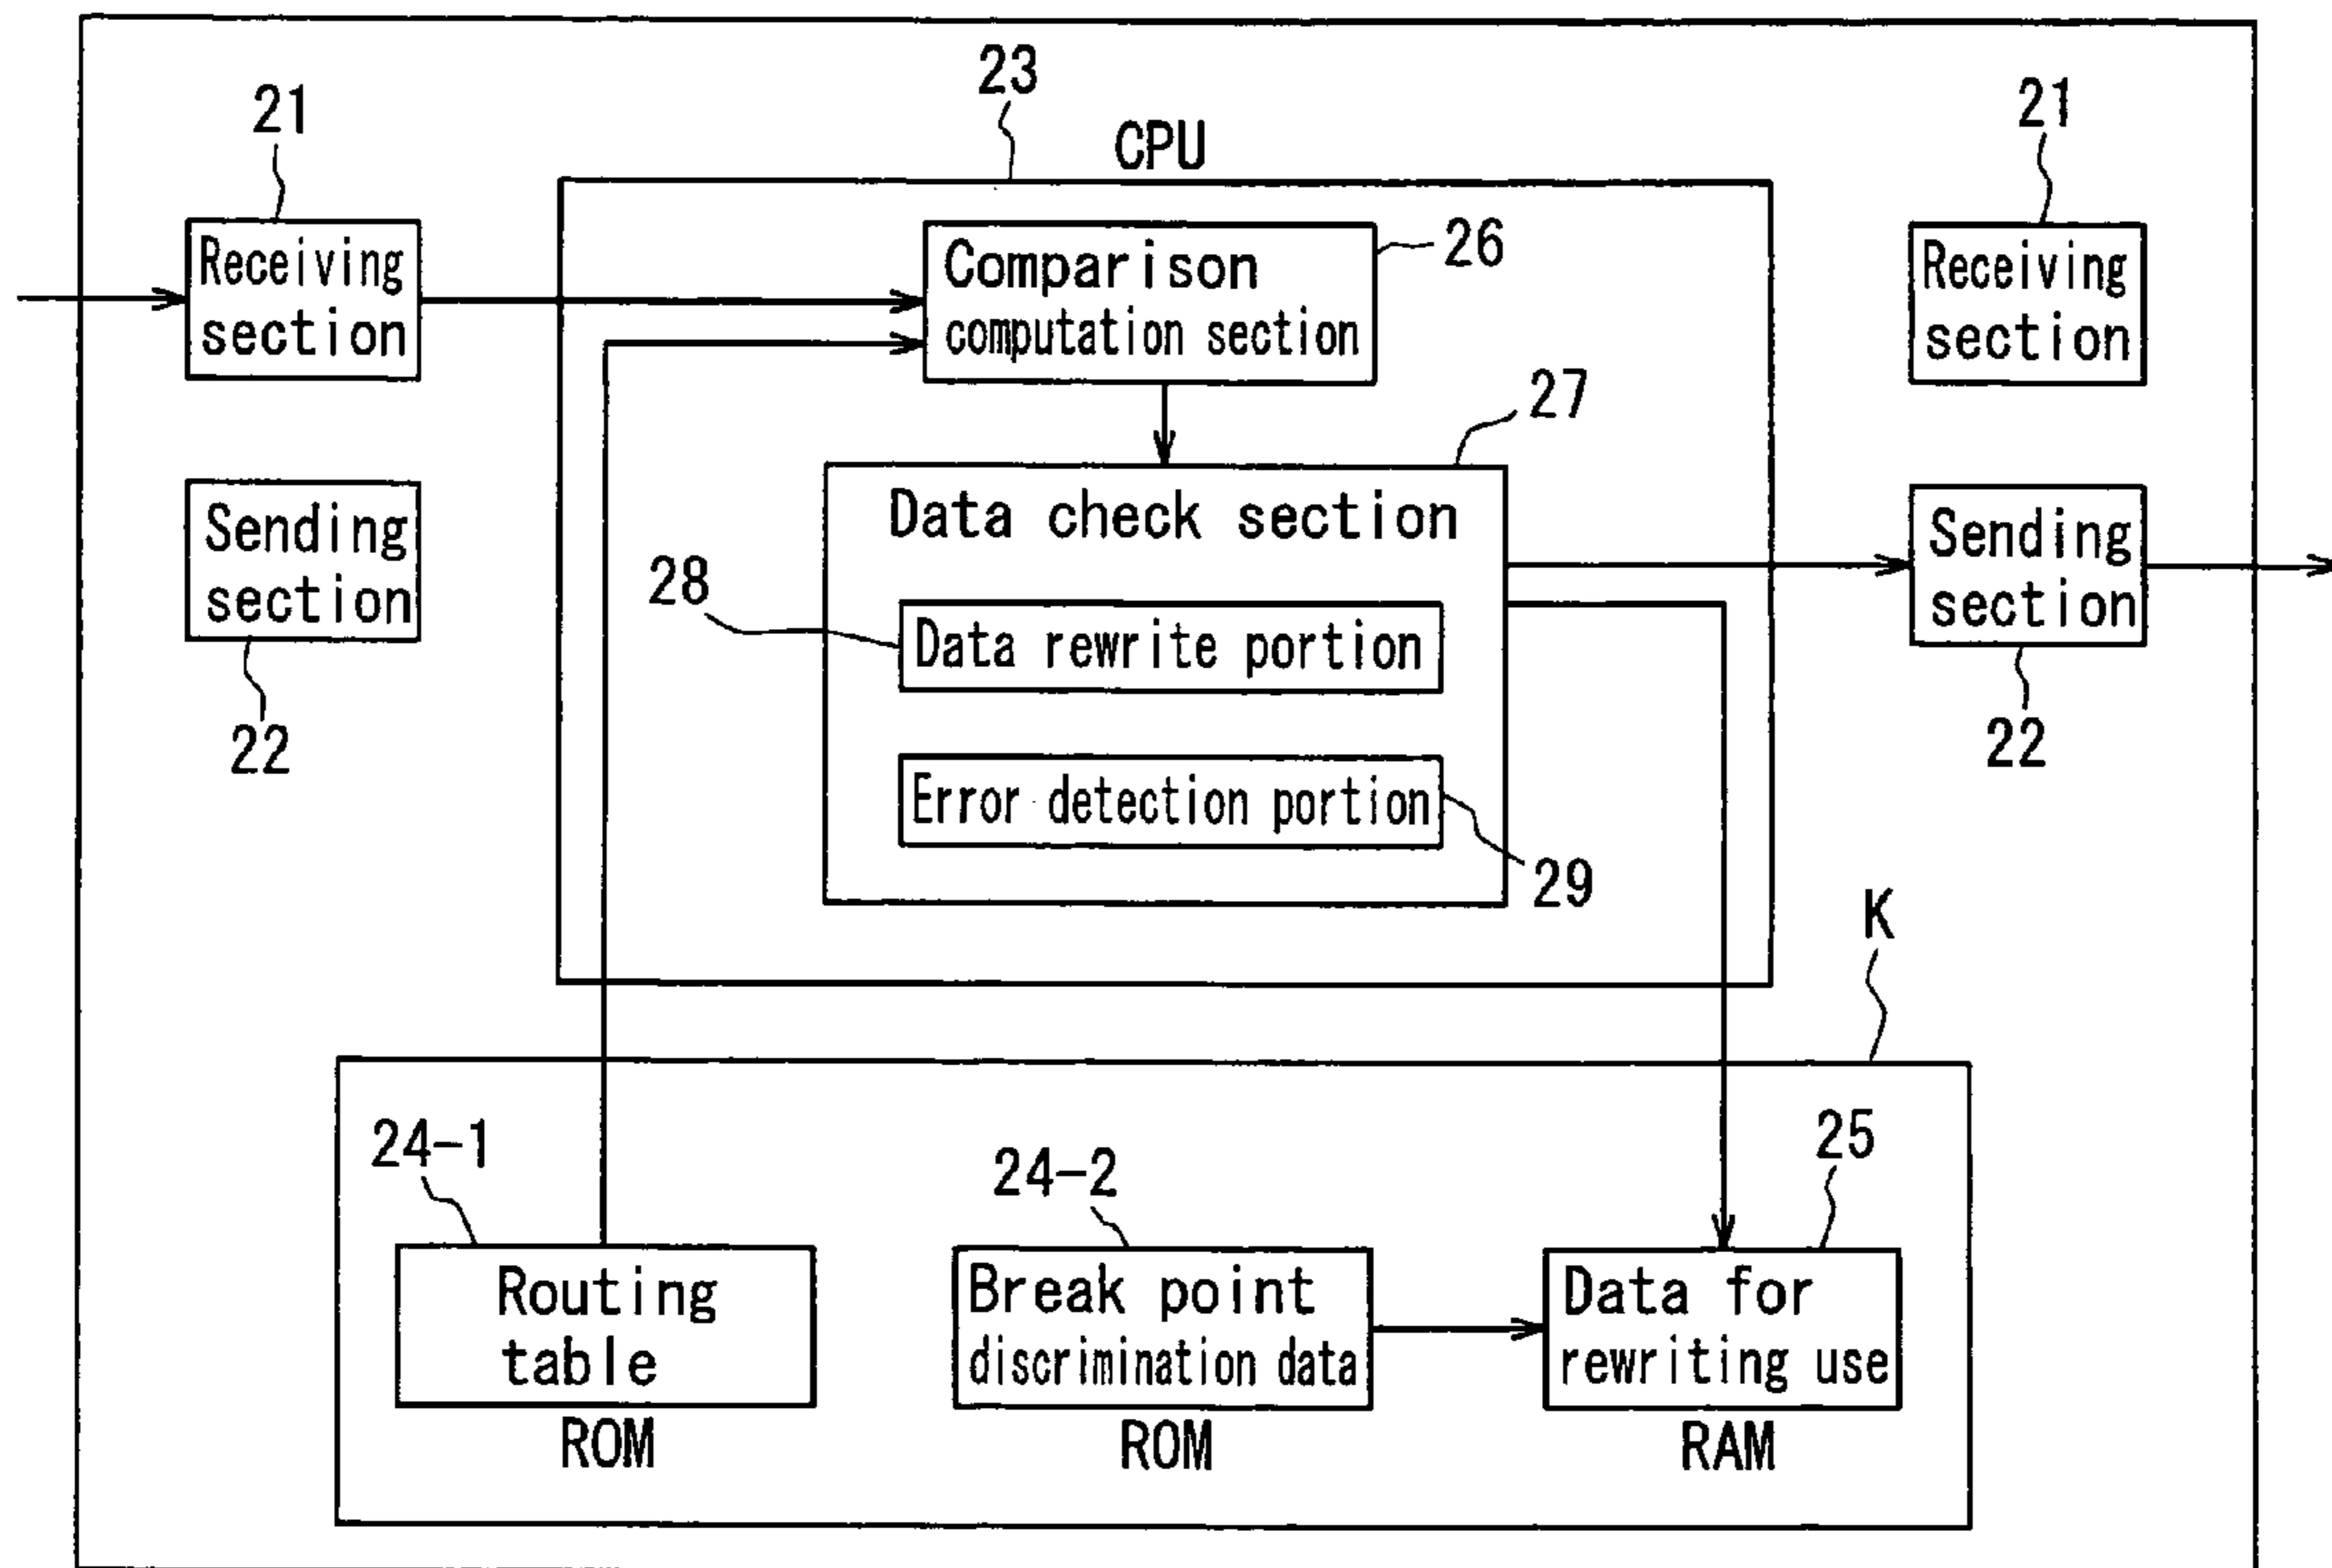 23
CPU
21
21
Receiving
section
Comparison
computation section
26
Receiving
section
27
Sending
section
22
Data check section
28
Data rewrite portion
Error detection portion
29
Sending
section
22
K
24-1
Routing
table
ROM
24-2
Break point
discrimination data
ROM
25
Data for
rewriting use
RAM